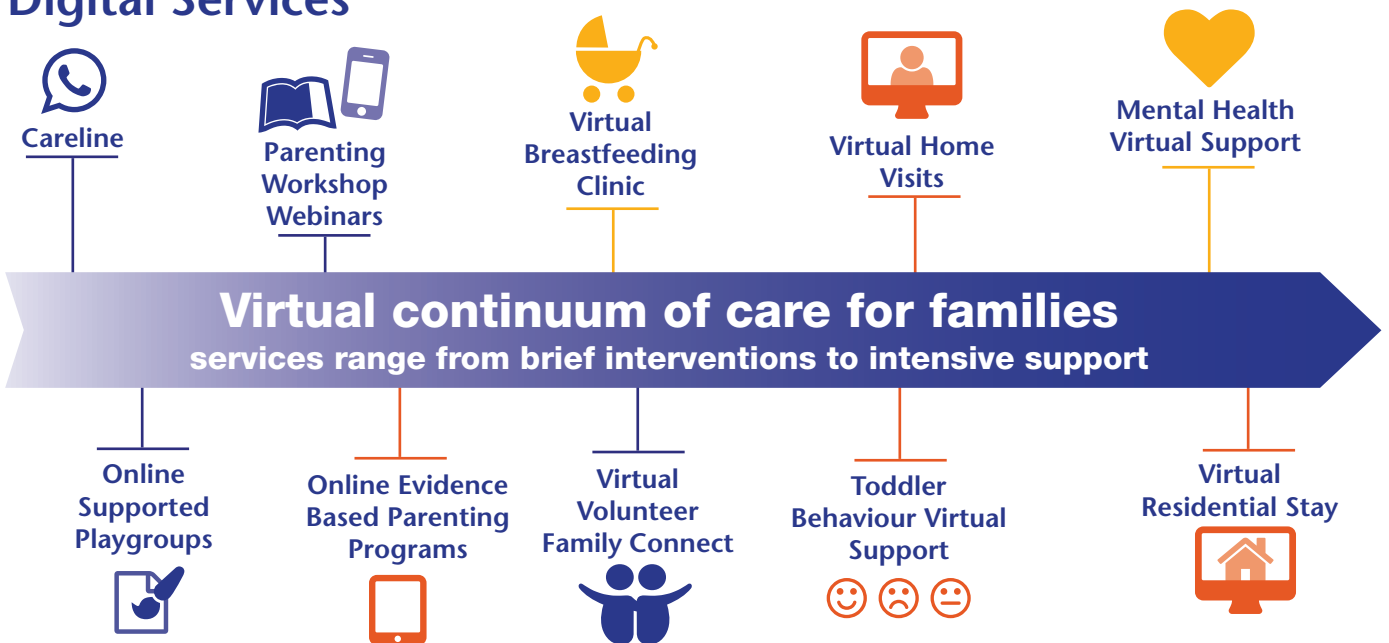 Digital Services
Careline
Parenting
Workshop
Webinars
Virtual
Breastfeeding
Clinic
Virtual Home
Visits
Mental Health
Virtual Support
Virtual continuum of care for families
services range from brief interventions to intensive support
Online
Supported
Playgroups
Online Evidence
Based Parenting
Programs
Virtual
Volunteer
Family Connect
Toddler
Behaviour Virtual
Support
Virtual
Residential Stay